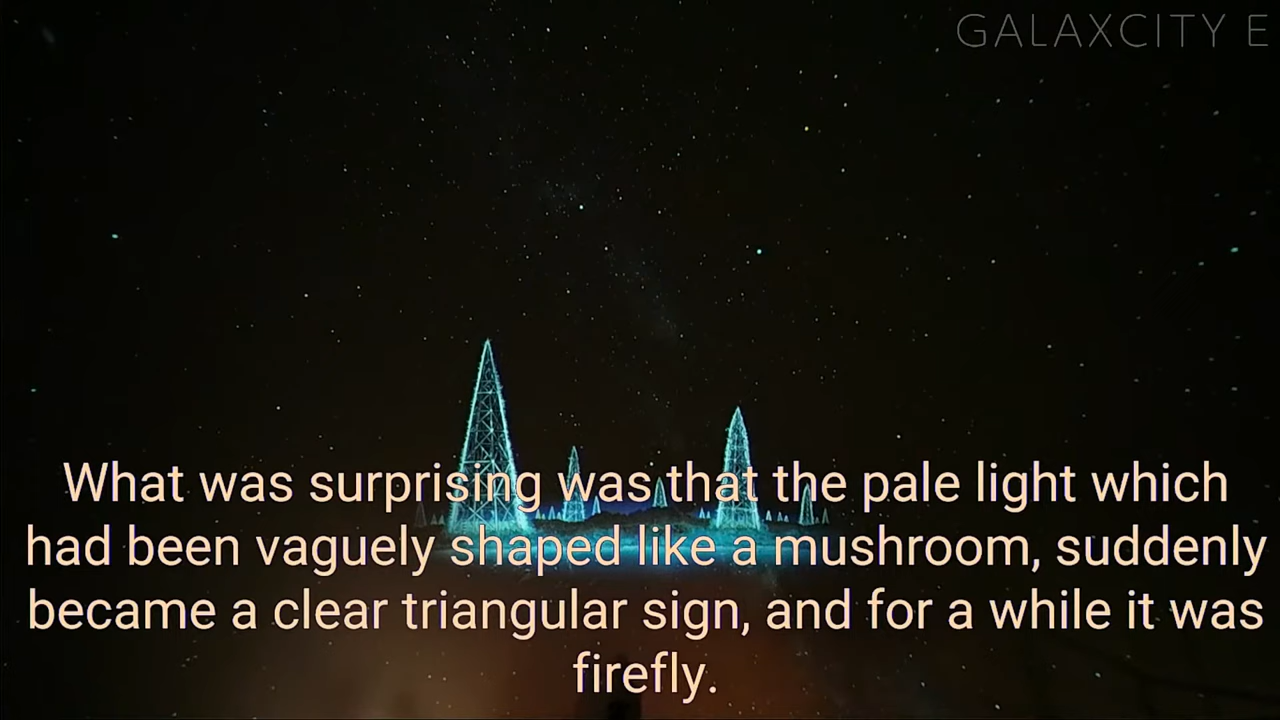 GALAXCITY E
What was surprising was that the pale light which
had been vaguely shaped like a mushroom, suddenly
became a clear triangular sign, and for a while it was
firefly.